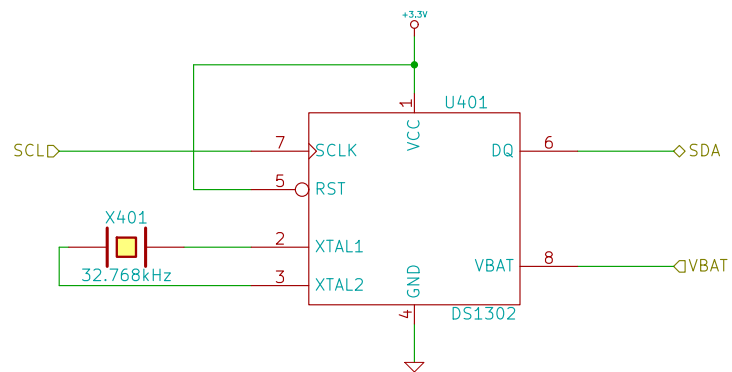 +3.3V
U401
1
VCC
SCL
7
SCLK
DQ
6
SDA
5
RST
X401
2
XTAL1
32.768kHz
3
XTAL2
VBAT
8
VBAT
GND
4
DS1302